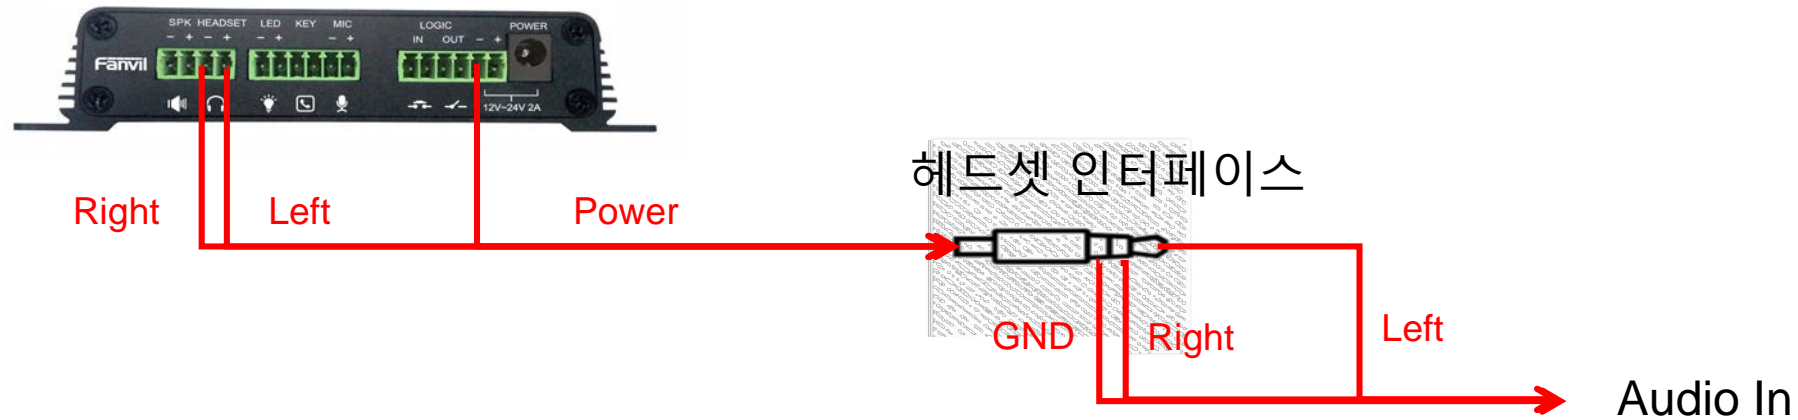 SPK HEADSET LED KEY MIC LOGIC POWER
− + − + − + − + IN OUT − +
Fanvil
12V~24V 2A
헤드셋 인터페이스
Right Left Power
GND Right Left
Audio In